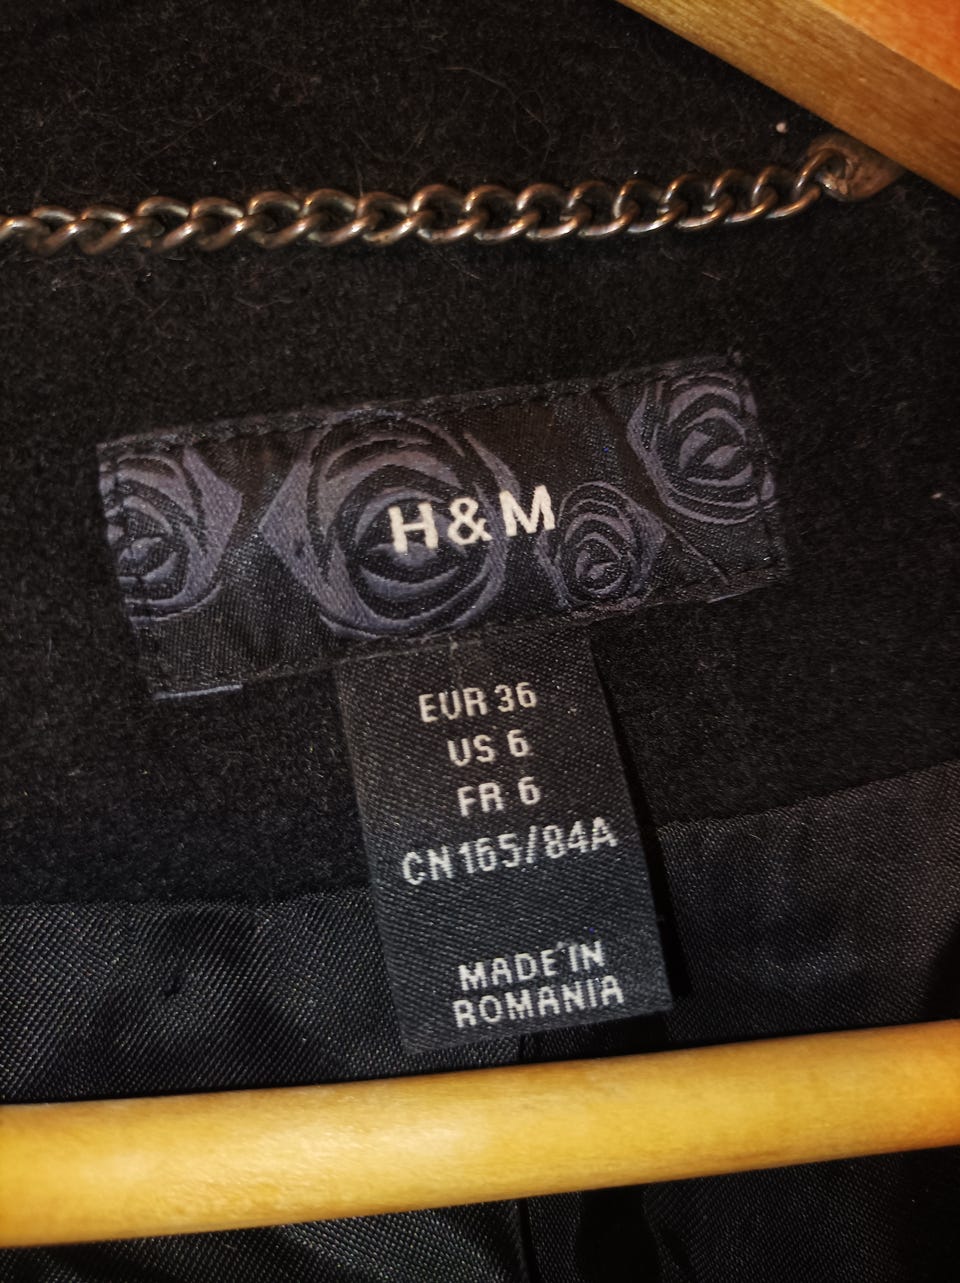 H&M
EUR 36
US 6
FR 6
CN 165/84A
MADE IN
ROMANIA